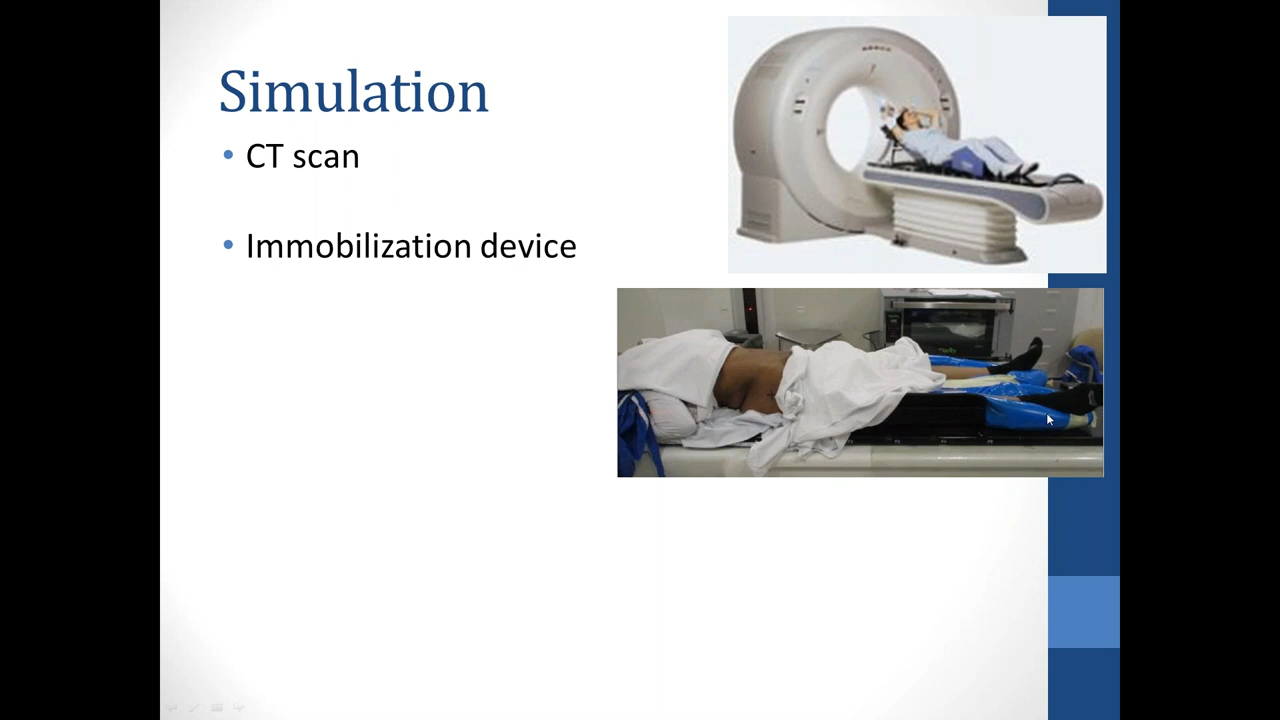 Simulation
• CT scan
• Immobilization device